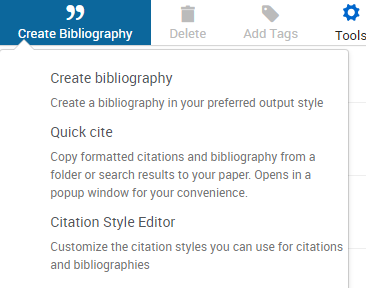 Create Bibliography
Delete
Add Tags
Tools
Create bibliography
Create a bibliography in your preferred output style
Quick cite
Copy formatted citations and bibliography from a
folder or search results to your paper. Opens in a
popup window for your convenience.
Citation Style Editor
Customize the citation styles you can use for citations
and bibliographies